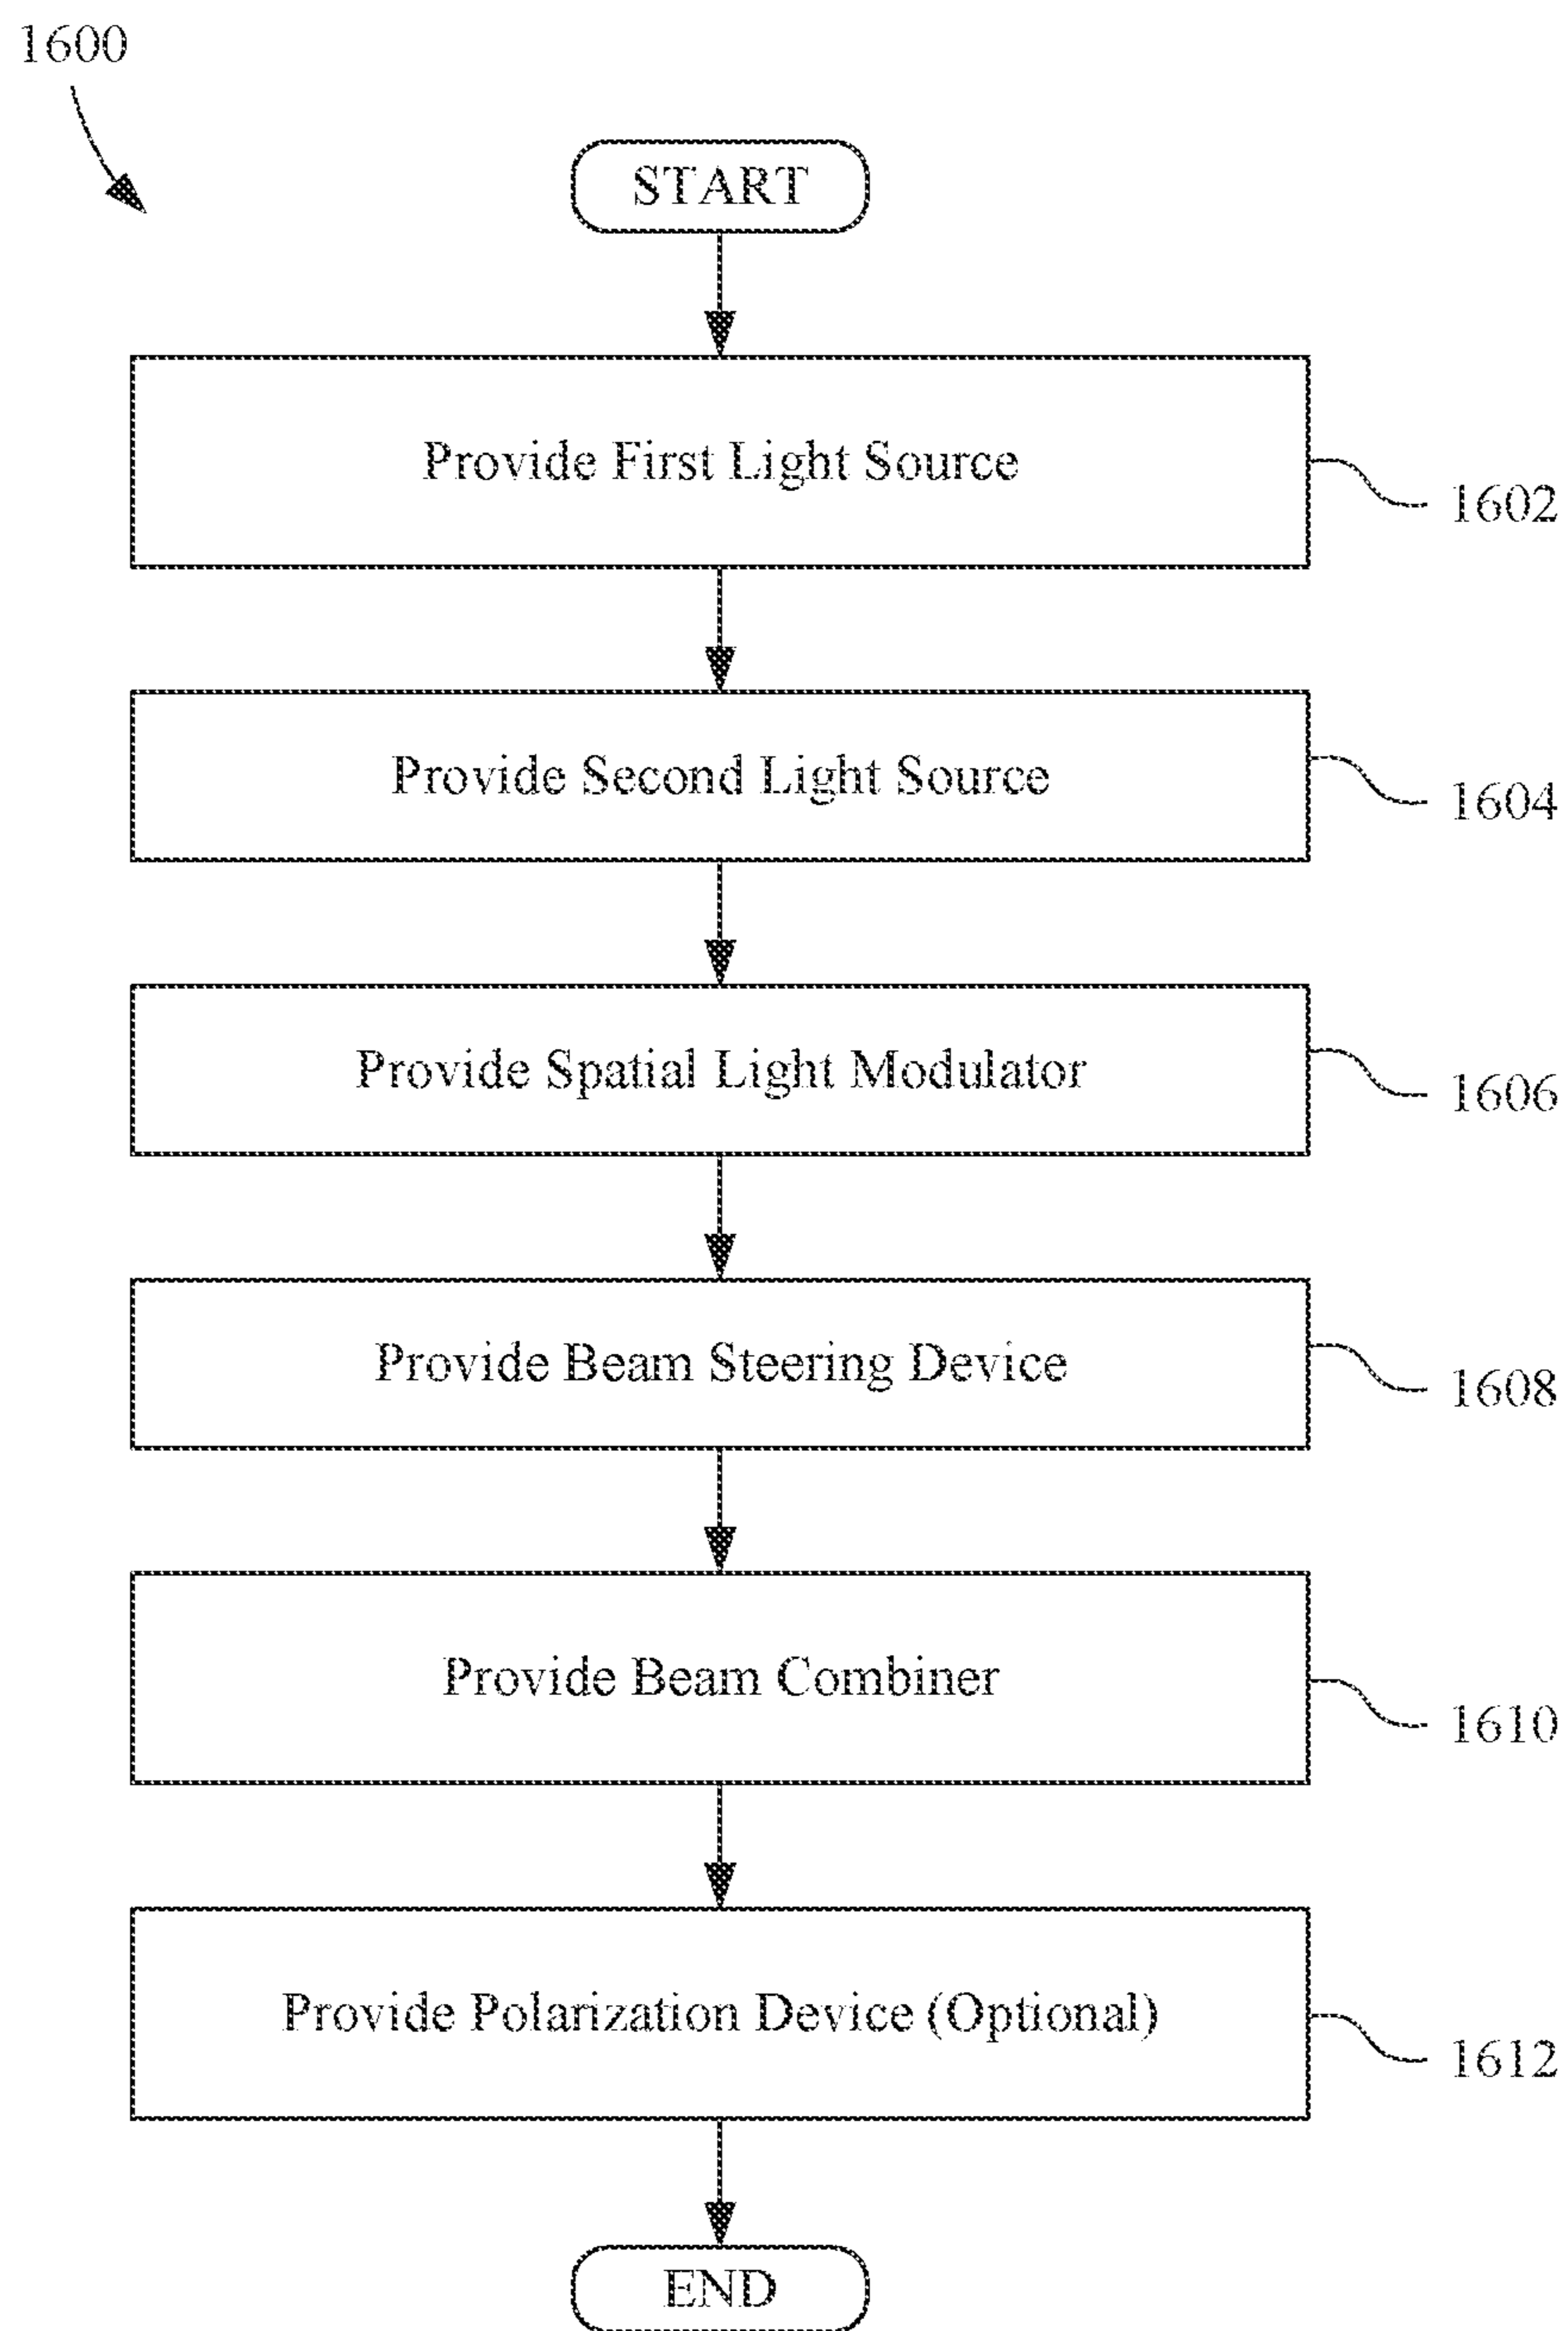 1600
START
Provide First Light Source
1602
Provide Second Light Source
1604
Provide Spatial Light Modulator
1606
Provide Beam Steering Device
1608
Provide Beam Combiner
1610
Provide Polarization Device (Optional)
1612
END